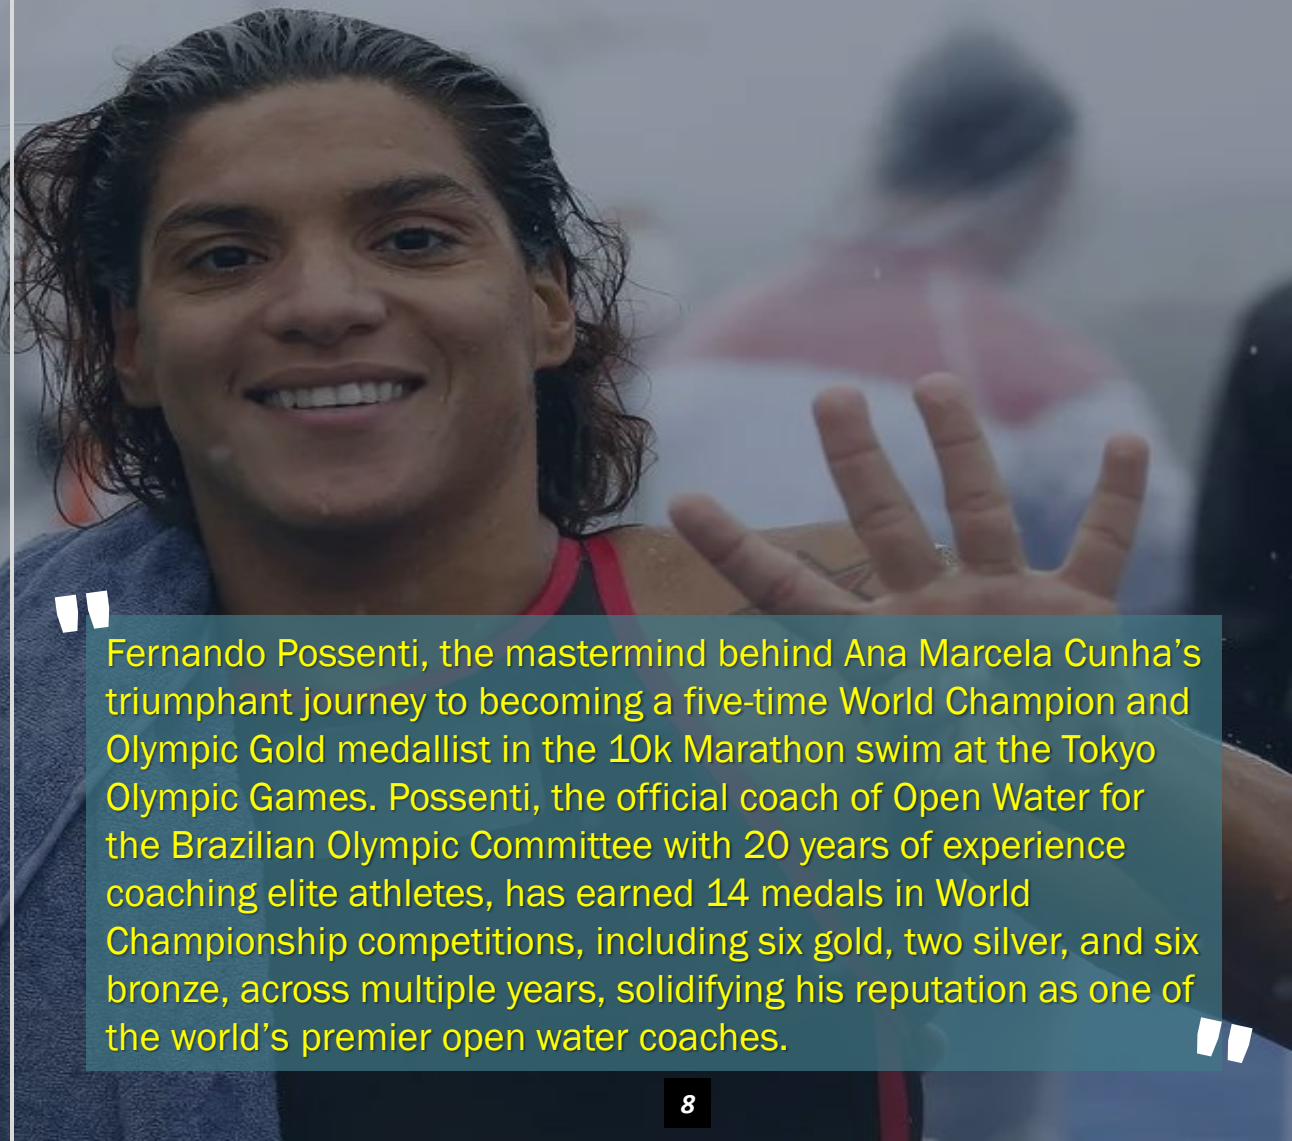 "
Fernando Possenti, the mastermind behind Ana Marcela Cunha’s
triumphant journey to becoming a five-time World Champion and
Olympic Gold medallist in the 10k Marathon swim at the Tokyo
Olympic Games. Possenti, the official coach of Open Water for
the Brazilian Olympic Committee with 20 years of experience
coaching elite athletes, has earned 14 medals in World
Championship competitions, including six gold, two silver, and six
bronze, across multiple years, solidifying his reputation as one of
the world’s premier open water coaches.
"
8